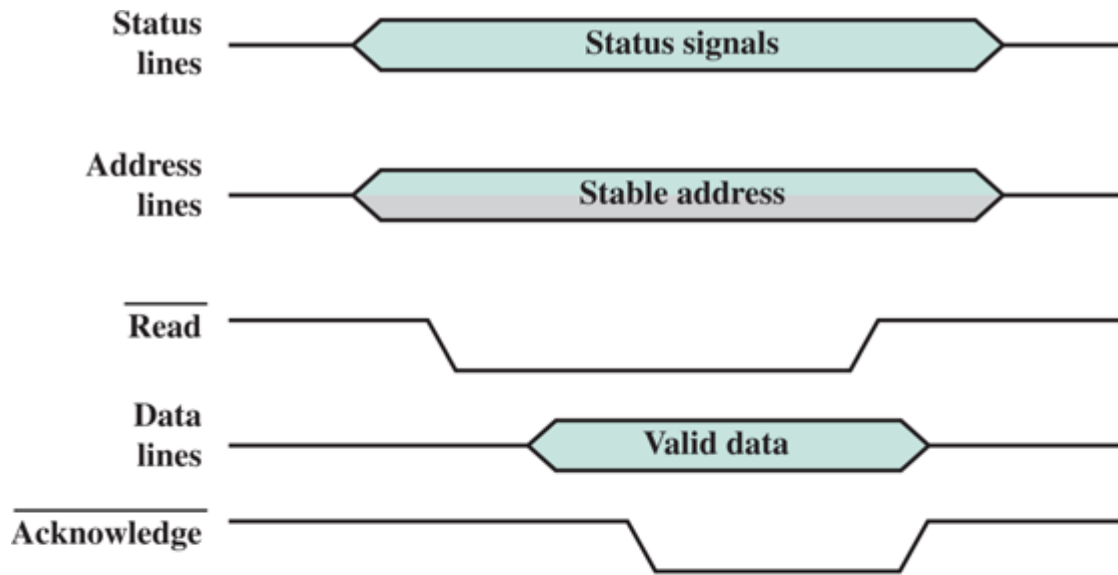 Status
lines
Status signals
Address
lines
Stable address
Read
Data
lines
Valid data
Acknowledge